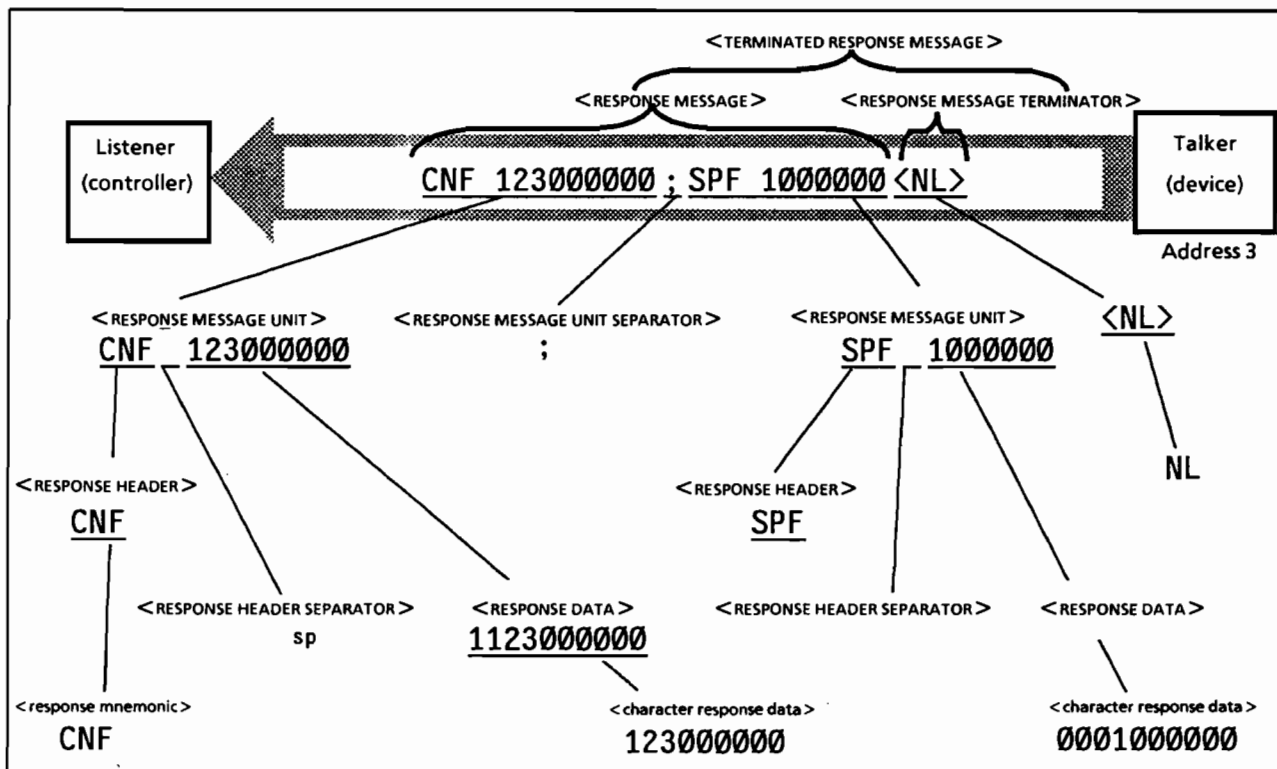 <TERMINATED RESPONSE MESSAGE>
<RESPONSE MESSAGE> <RESPONSE MESSAGE TERMINATOR>
Listener
(controller)
CNF 123000000 ; SPF 1000000 <NL>
Talker
(device)
Address 3
<RESPONSE MESSAGE UNIT> <RESPONSE MESSAGE UNIT SEPARATOR> <RESPONSE MESSAGE UNIT> <NL>
CNF 123000000 ; SPF 1000000
<RESPONSE HEADER> <RESPONSE HEADER> NL
CNF SPF
<RESPONSE HEADER SEPARATOR> <RESPONSE DATA> <RESPONSE HEADER SEPARATOR> <RESPONSE DATA>
sp 1123000000
<response mnemonic> <character response data> <character response data>
CNF 123000000 0001000000